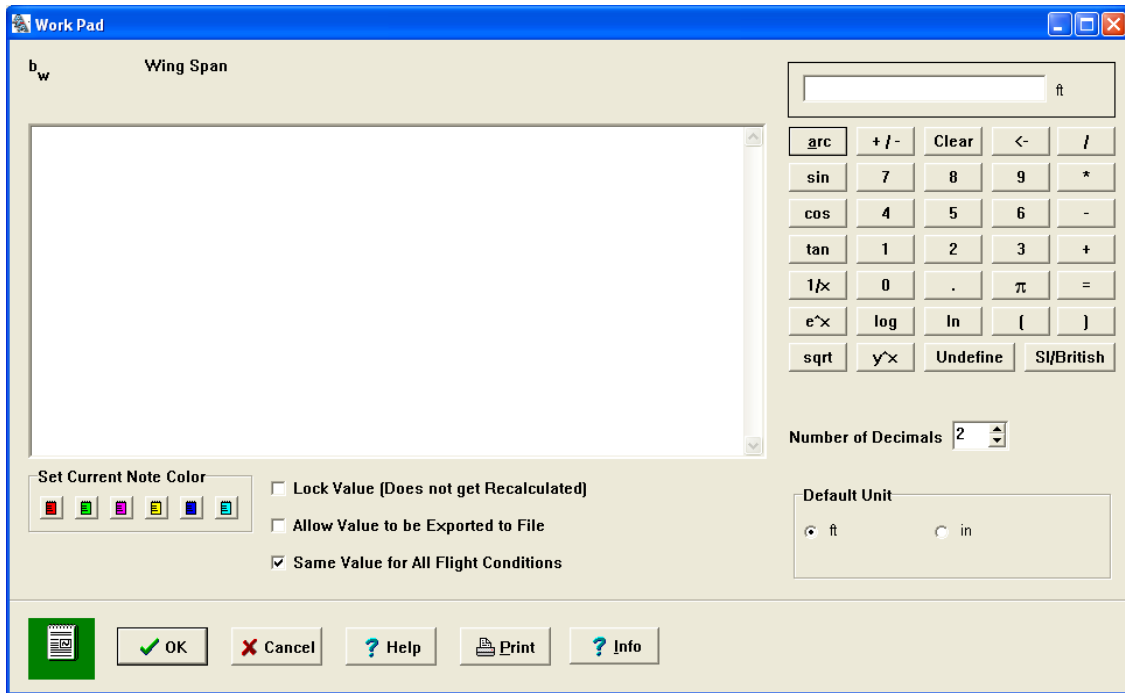 Work Pad
b_w Wing Span
ft
arc + / - Clear <- /
sin 7 8 9 *
cos 4 5 6 -
tan 1 2 3 +
1/x 0 . π =
e^x log ln ( )
sqrt y^x Undefine SI/British
Number of Decimals 2
Set Current Note Color
Lock Value (Does not get Recalculated)
Allow Value to be Exported to File
Same Value for All Flight Conditions
Default Unit
ft in
OK Cancel ? Help Print ? Info